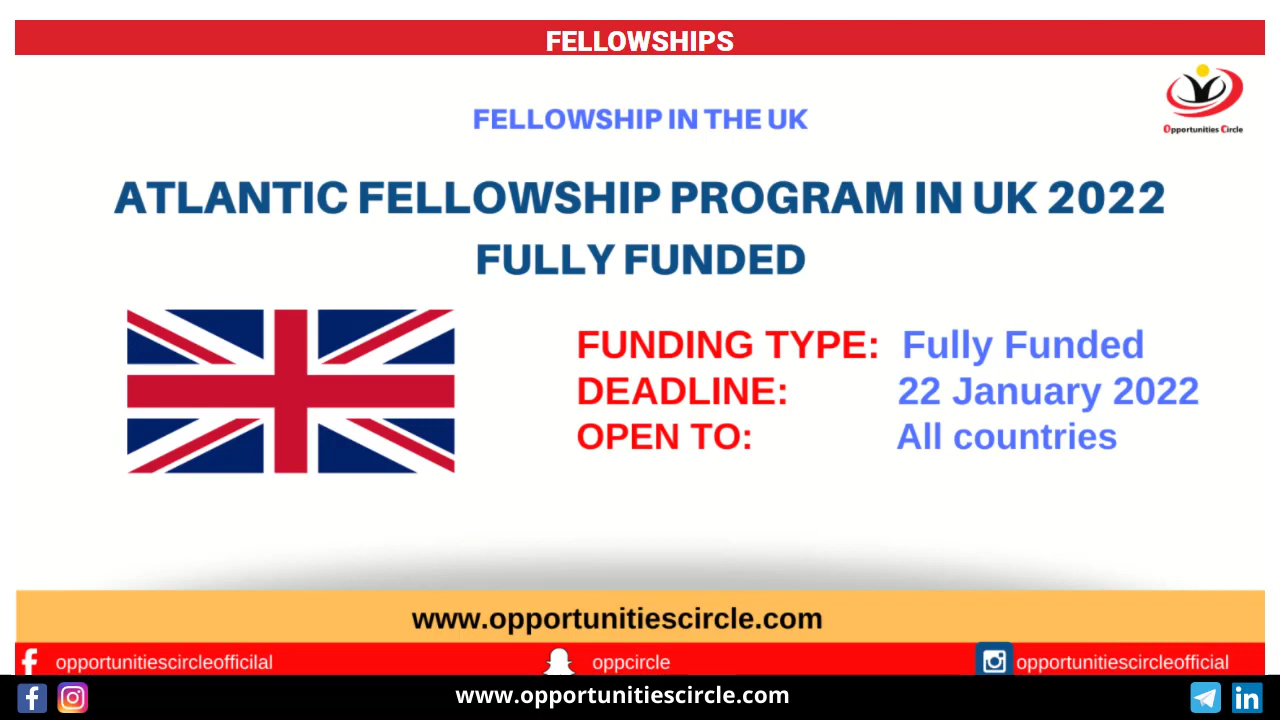 FELLOWSHIPS
Opportunities Circle
FELLOWSHIP IN THE UK
ATLANTIC FELLOWSHIP PROGRAM IN UK 2022
FULLY FUNDED
FUNDING TYPE: Fully Funded
DEADLINE: 22 January 2022
OPEN TO: All countries
www.opportunitiescircle.com
opportunitiescircleofficilal oppcircle opportunitiescircleofficial
www.opportunitiescircle.com